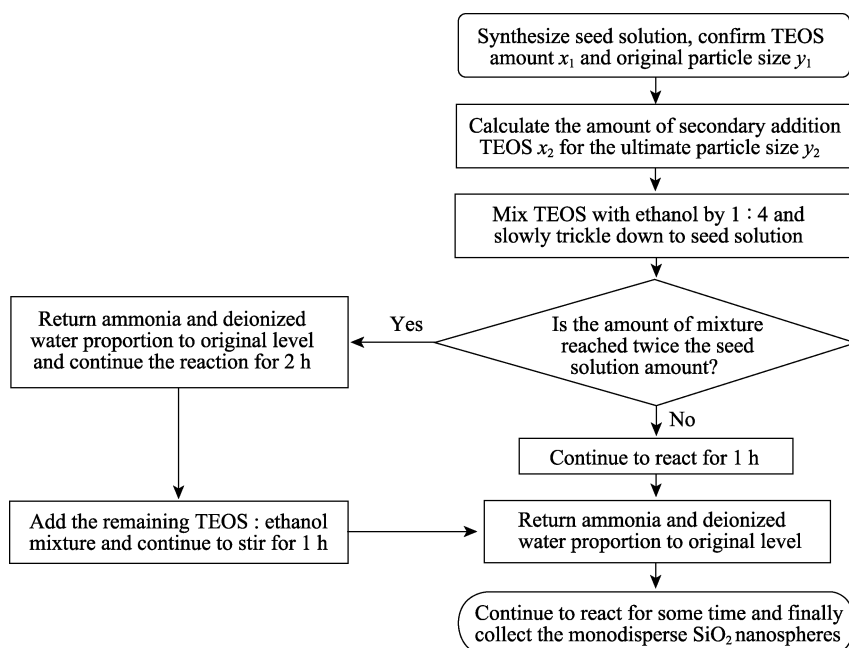 Synthesize seed solution, confirm TEOS
amount x₁ and original particle size y₁
Calculate the amount of secondary addition
TEOS x₂ for the ultimate particle size y₂
Mix TEOS with ethanol by 1 : 4 and
slowly trickle down to seed solution
Is the amount of mixture
reached twice the seed
solution amount?
Yes
Return ammonia and deionized
water proportion to original level
and continue the reaction for 2 h
Add the remaining TEOS : ethanol
mixture and continue to stir for 1 h
No
Continue to react for 1 h
Return ammonia and deionized
water proportion to original level
Continue to react for some time and finally
collect the monodisperse SiO₂ nanospheres